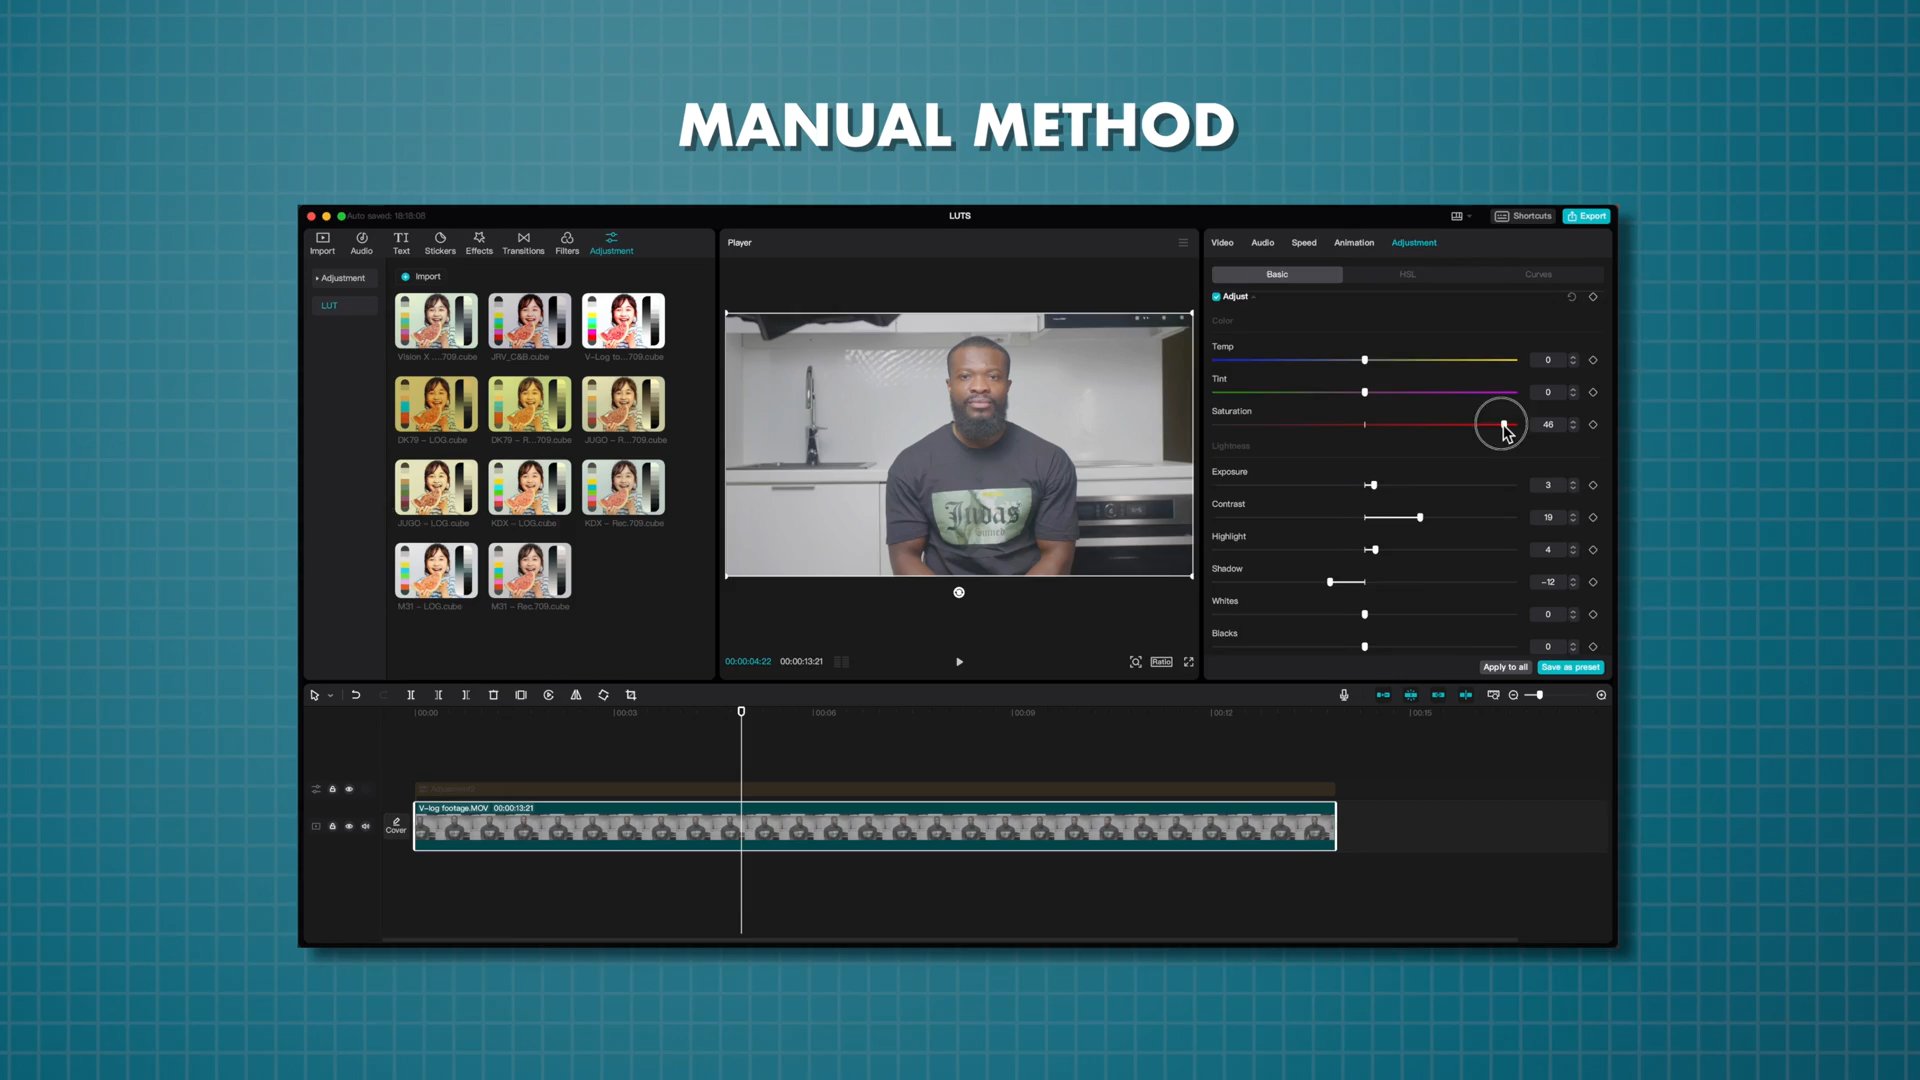 MANUAL METHOD
Auto saved: 18:18:08
LUTS
Shortcuts
Export
Import
Audio
Text
Stickers
Effects
Transitions
Filters
Adjustment
Player
Video
Audio
Speed
Animation
Adjustment
Adjustment
LUT
Import
Vision X ....709.cube
JRV_C&B.cube
V-Log to...709.cube
DK79 - LOG.cube
DK79 - R...709.cube
JUGO - R...709.cube
JUGO - LOG.cube
KDX - LOG.cube
KDX - Rec.709.cube
M31 - LOG.cube
M31 - Rec.709.cube
Judas
00:00:04:22
00:00:13:21
Ratio
Basic
HSL
Curves
Adjust
Color
Temp
0
Tint
0
Saturation
46
Lightness
Exposure
3
Contrast
19
Highlight
4
Shadow
-12
Whites
0
Blacks
0
Apply to all
Save as preset
00:00
00:03
00:06
00:09
00:12
00:15
Cover
V-log footage.MOV 00:00:13:21